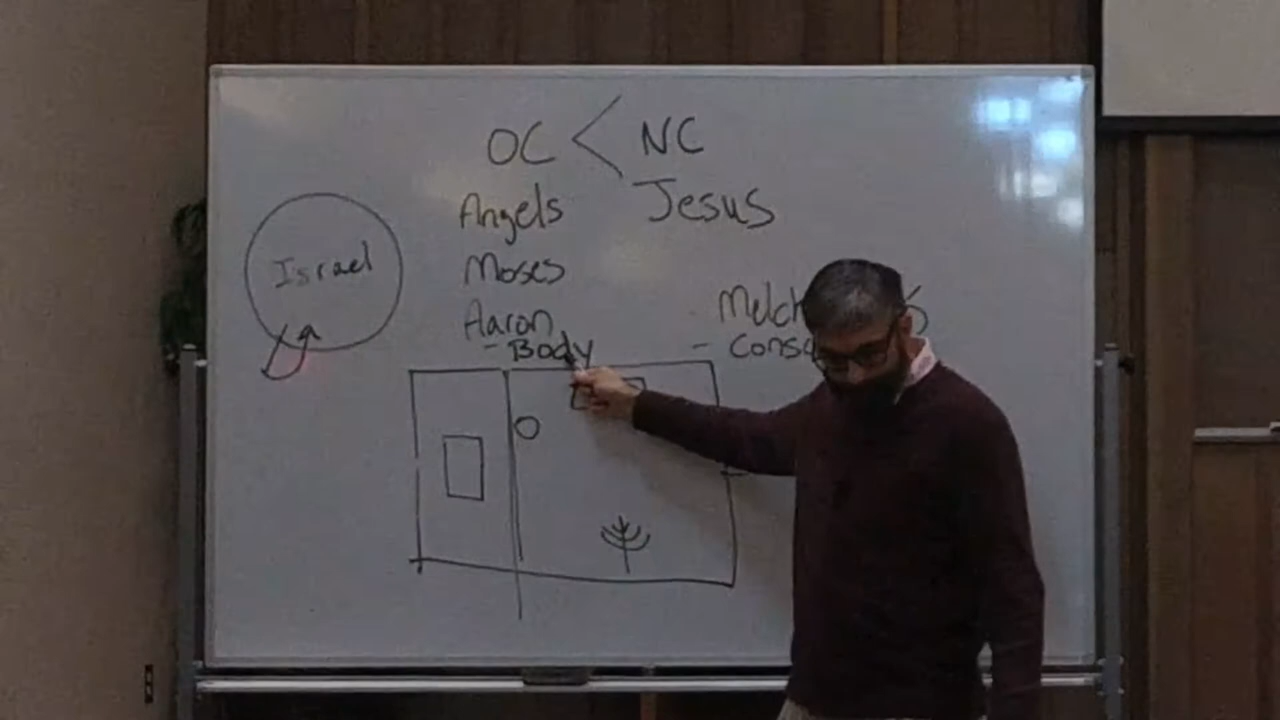 OC < NC
Angels Jesus
Moses
Israel
Aaron
- Body -